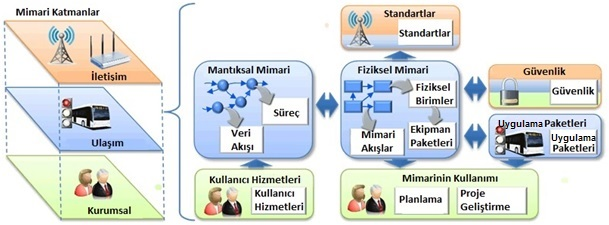 Mimari Katmanlar
İletişim
Ulaşım
Kurumsal
Mantıksal Mimari
Süreç
Veri
Akışı
Kullanıcı Hizmetleri
Kullanıcı
Hizmetleri
Standartlar
Standartlar
Fiziksel Mimari
Fiziksel
Birimler
Mimari
Akışlar
Ekipman
Paketleri
Güvenlik
Güvenlik
Uygulama Paketleri
Uygulama
Paketleri
Mimarinin Kullanımı
Planlama
Proje
Geliştirme